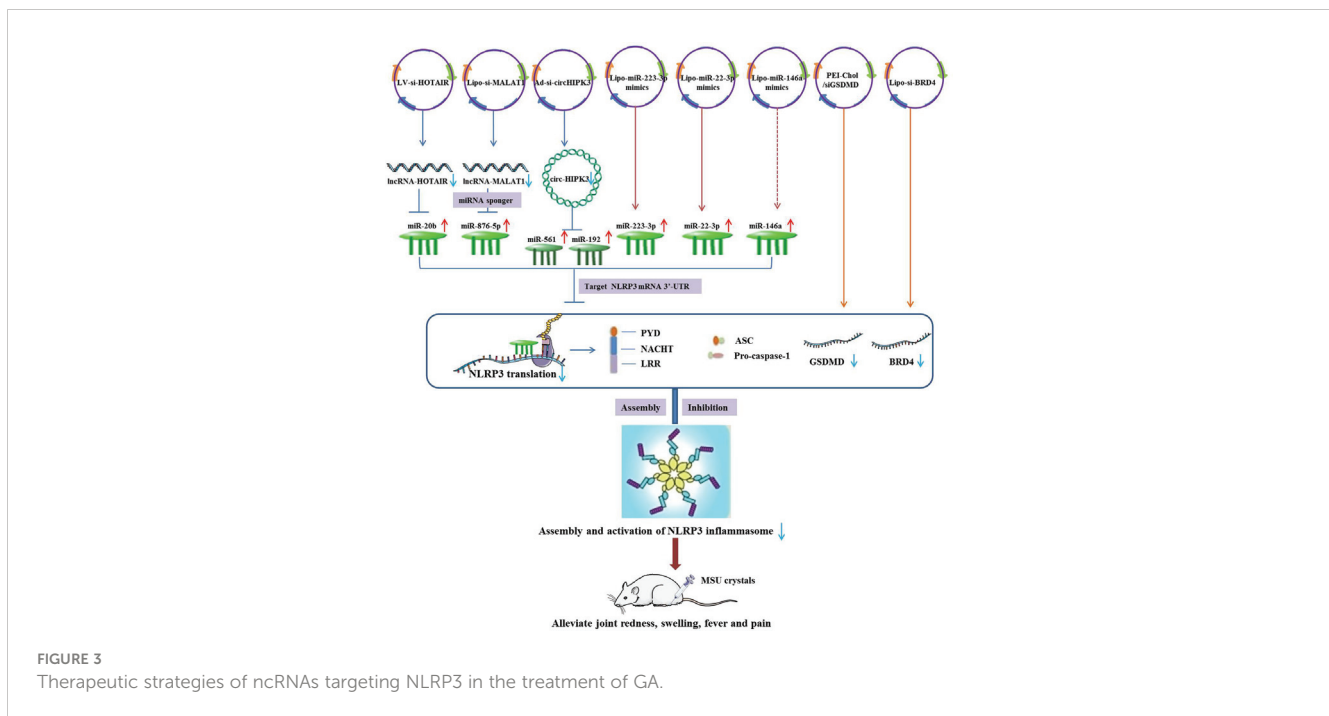 LV-si-HOTAIR
Lipo-si-MALAT1
Ad-si-circHIPK3
Lipo-miR-223-3p
mimics
Lipo-miR-22-3p
mimics
Lipo-miR-146a
mimics
PEI-Chol
/siGSDMD
Lipo-si-BRD4
lncRNA-HOTAIR
lncRNA-MALAT1
circ-HIPK3
miRNA sponger
miR-20b
miR-876-5p
miR-561
miR-192
miR-223-3p
miR-22-3p
miR-146a
Target NLRP3 mRNA 3'-UTR
NLRP3 translation
PYD
NACHT
LRR
ASC
Pro-caspase-1
GSDMD
BRD4
Assembly
Inhibition
Assembly and activation of NLRP3 inflammasome
MSU crystals
Alleviate joint redness, swelling, fever and pain
FIGURE 3
Therapeutic strategies of ncRNAs targeting NLRP3 in the treatment of GA.